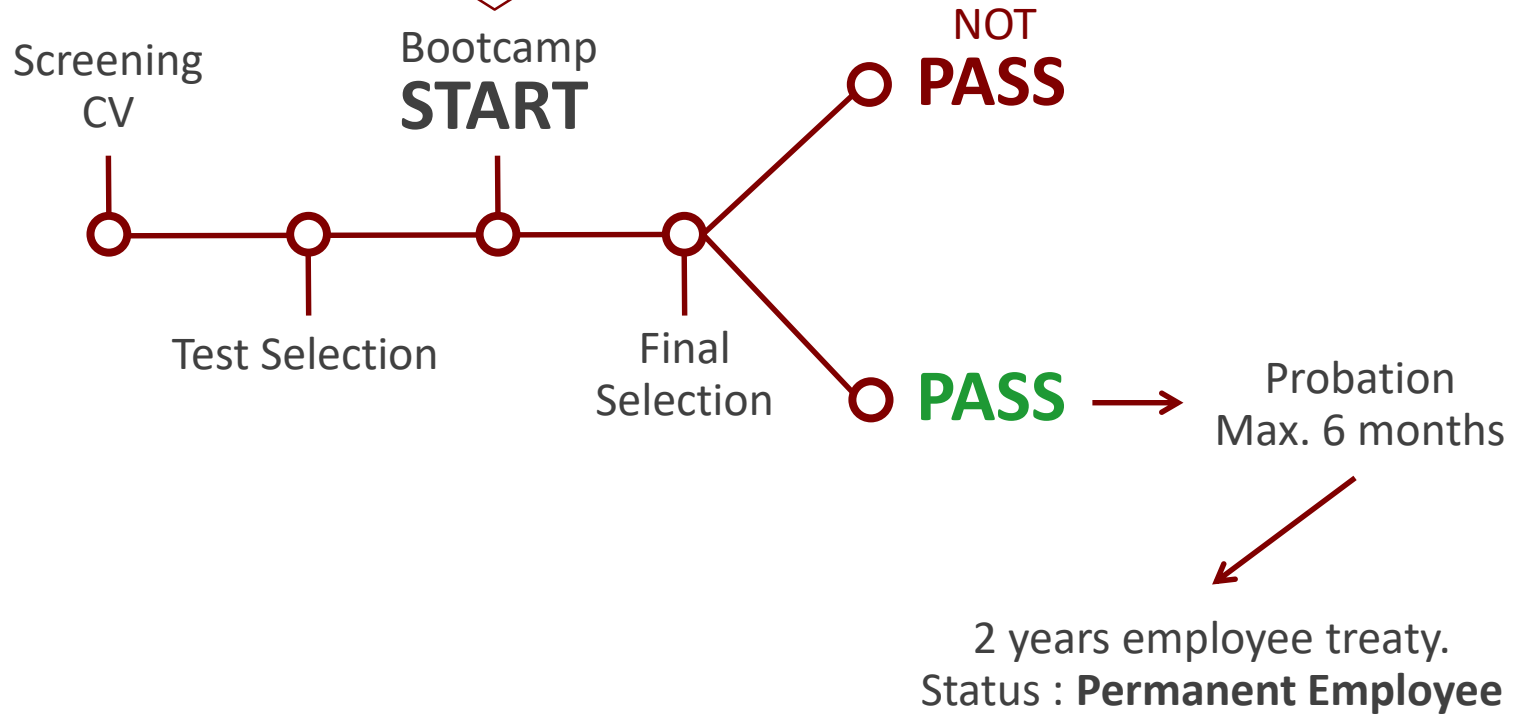 Screening
CV
Bootcamp
START
NOT
PASS
Test Selection
Final
Selection
PASS
Probation
Max. 6 months
2 years employee treaty.
Status : Permanent Employee